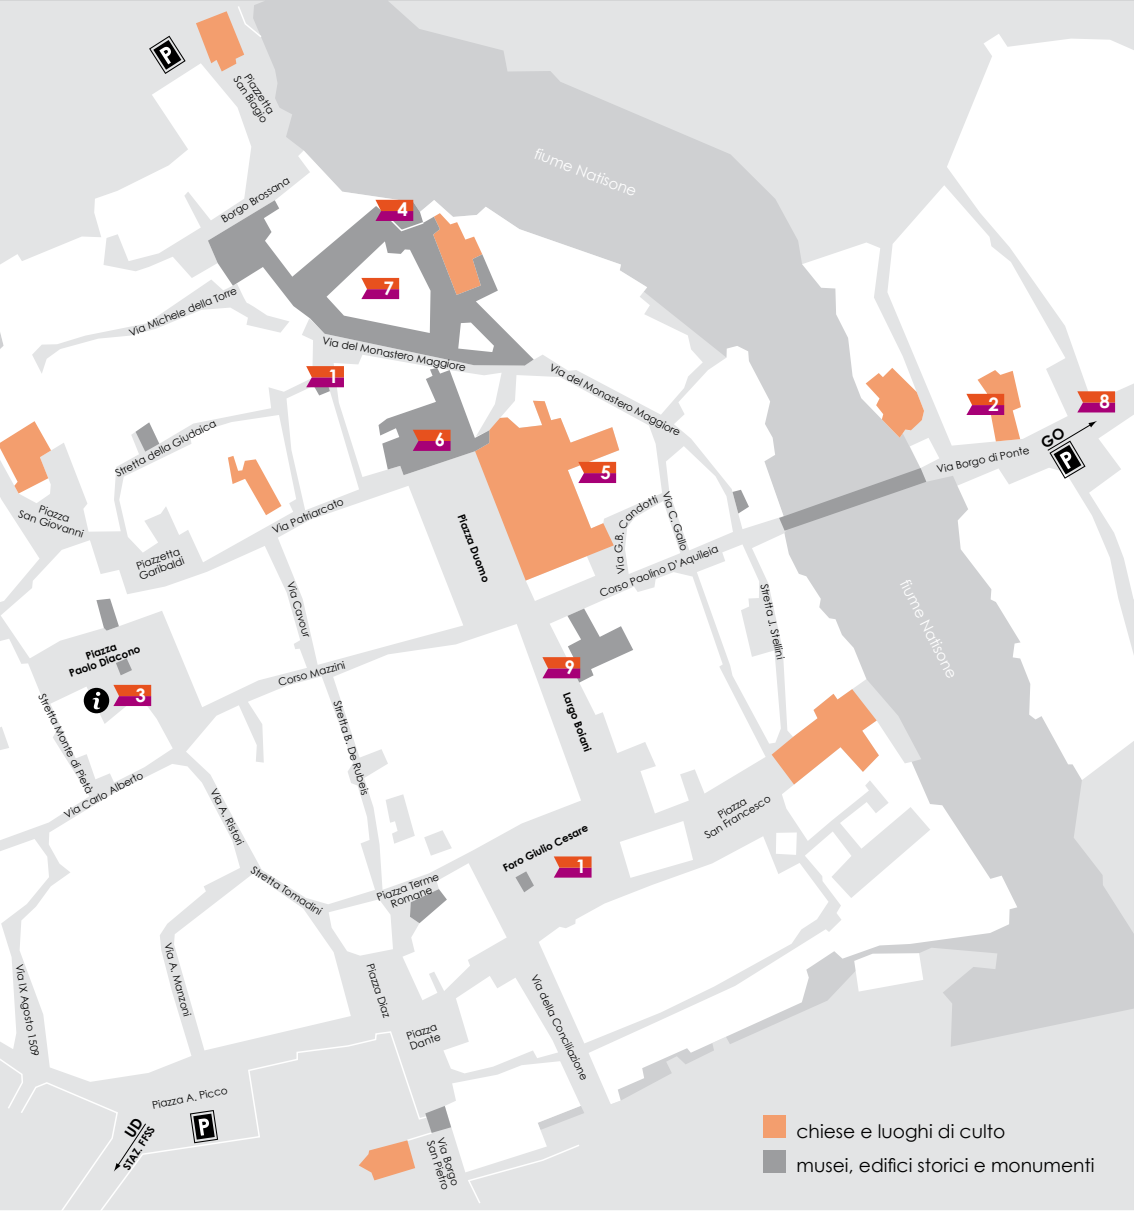 P
Piazzetta
San Biagio
fiume Natisone
Borgo Brossana
4
7
Via Michele della Torre
Via del Monastero Maggiore
1
Via del Monastero Maggiore
2
8
GO
P
Via Borgo di Ponte
6
5
Stretta della Giudaica
Piazza
San Giovanni
Via Patriarcato
Piazza Duomo
Via G.B. Candotti
Via C. Gallo
Corso Paolino D'Aquileia
Piazzetta
Garibaldi
Via Cavour
Stretta J. Stellini
fiume Natisone
Piazza
Paolo Diacono
i
3
Corso Mazzini
9
Largo Boiani
Stretta Monte di Pietà
Stretta B. De Rubeis
Via Carlo Alberto
Via A. Ristori
Piazza
San Francesco
Foro Giulio Cesare
1
Stretta Tomadini
Piazza Terme
Romane
Via A. Manzoni
Via IX Agosto 1509
Piazza Diaz
Via della Conciliazione
Piazza
Dante
Piazza A. Picco
P
UD
STAZ. FFSS
Via Borgo
San Pietro
chiese e luoghi di culto
musei, edifici storici e monumenti